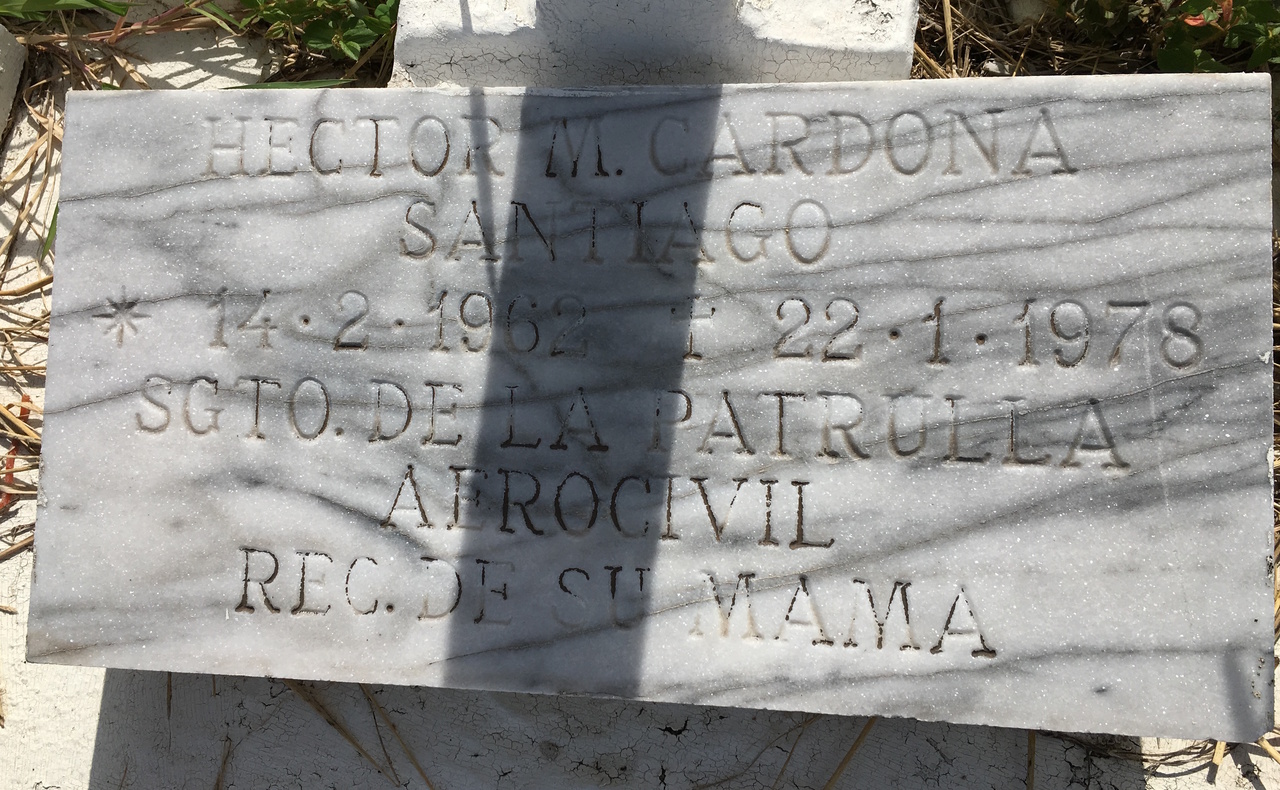 HECTOR M. CARDONA
SANTIAGO
* 14·2·1962 † 22·1·1978
SGTO. DE LA PATRULLA
AEROCIVIL
REC. DE SU MAMA